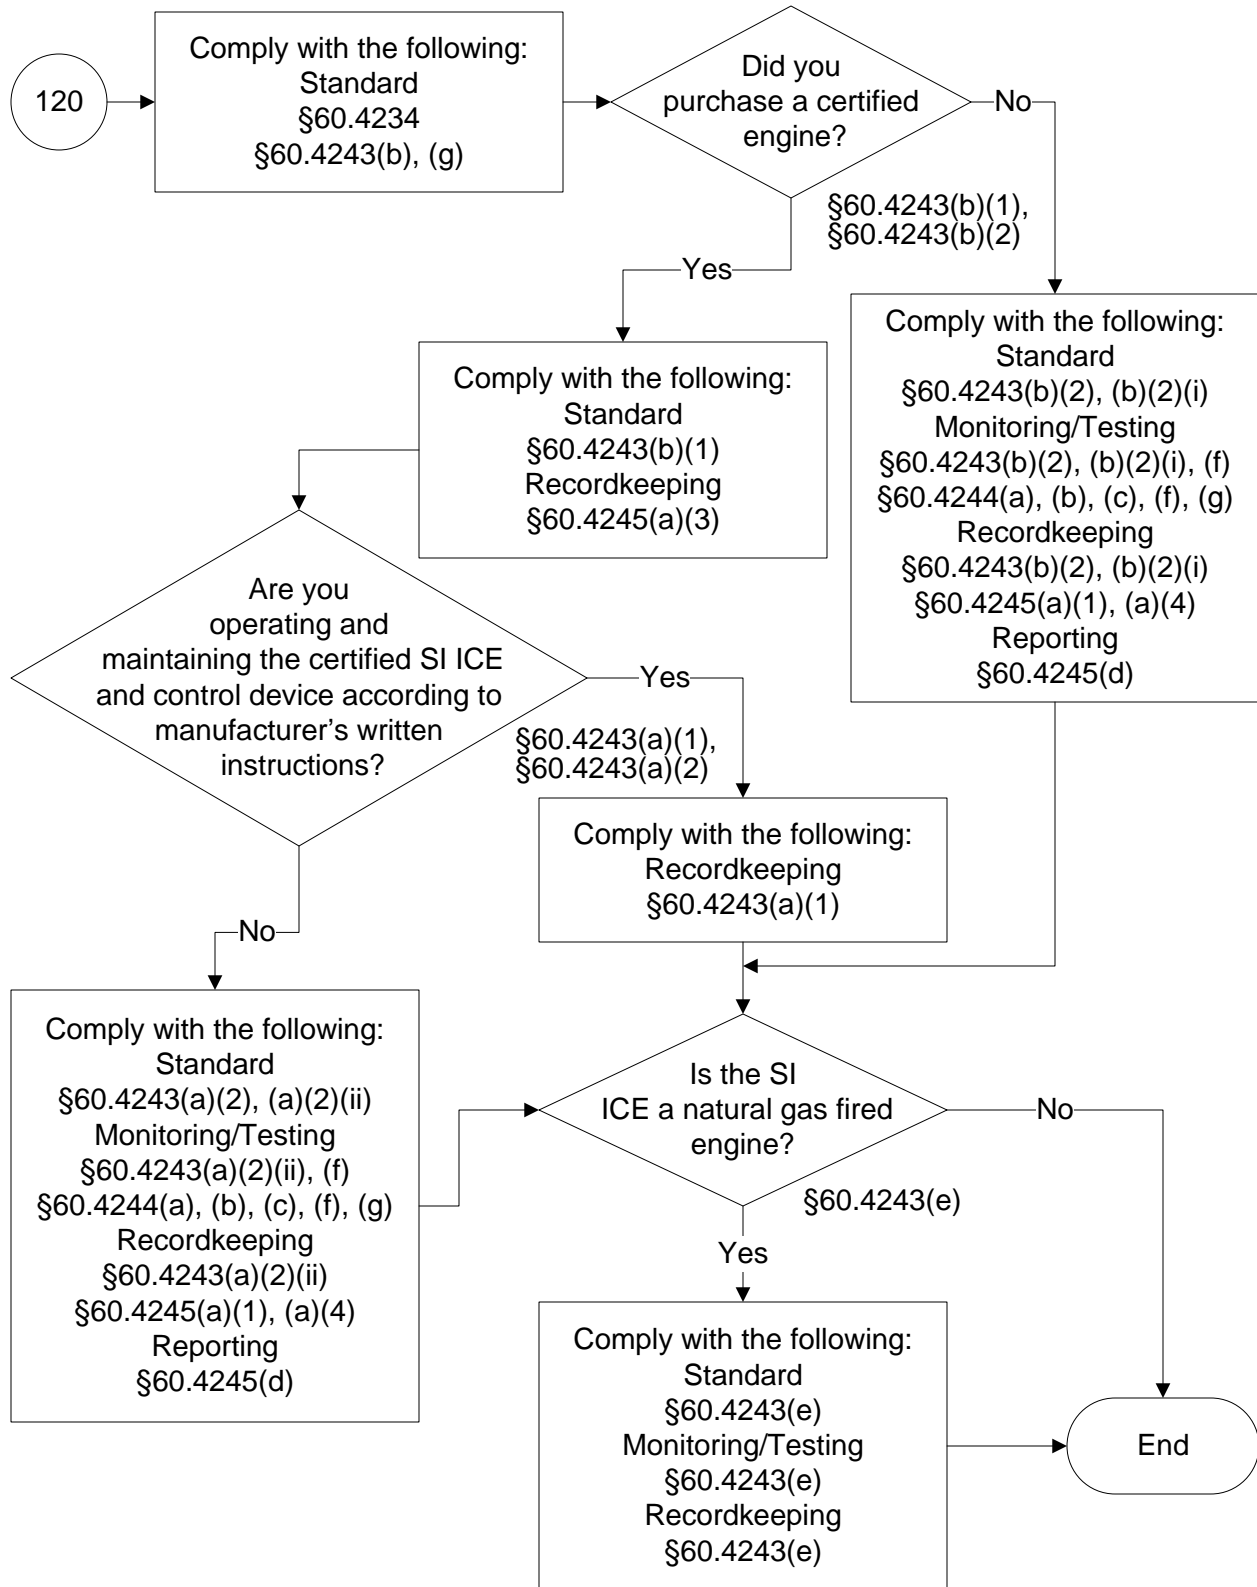 120
Comply with the following:
Standard
§60.4234
§60.4243(b), (g)
Did you
purchase a certified
engine?
No
§60.4243(b)(1),
§60.4243(b)(2)
Yes
Comply with the following:
Standard
§60.4243(b)(1)
Recordkeeping
§60.4245(a)(3)
Comply with the following:
Standard
§60.4243(b)(2), (b)(2)(i)
Monitoring/Testing
§60.4243(b)(2), (b)(2)(i), (f)
§60.4244(a), (b), (c), (f), (g)
Recordkeeping
§60.4243(b)(2), (b)(2)(i)
§60.4245(a)(1), (a)(4)
Reporting
§60.4245(d)
Are you
operating and
maintaining the certified SI ICE
and control device according to
manufacturer’s written
instructions?
Yes
§60.4243(a)(1),
§60.4243(a)(2)
Comply with the following:
Recordkeeping
§60.4243(a)(1)
No
Comply with the following:
Standard
§60.4243(a)(2), (a)(2)(ii)
Monitoring/Testing
§60.4243(a)(2)(ii), (f)
§60.4244(a), (b), (c), (f), (g)
Recordkeeping
§60.4243(a)(2)(ii)
§60.4245(a)(1), (a)(4)
Reporting
§60.4245(d)
Is the SI
ICE a natural gas fired
engine?
No
§60.4243(e)
Yes
Comply with the following:
Standard
§60.4243(e)
Monitoring/Testing
§60.4243(e)
Recordkeeping
§60.4243(e)
End